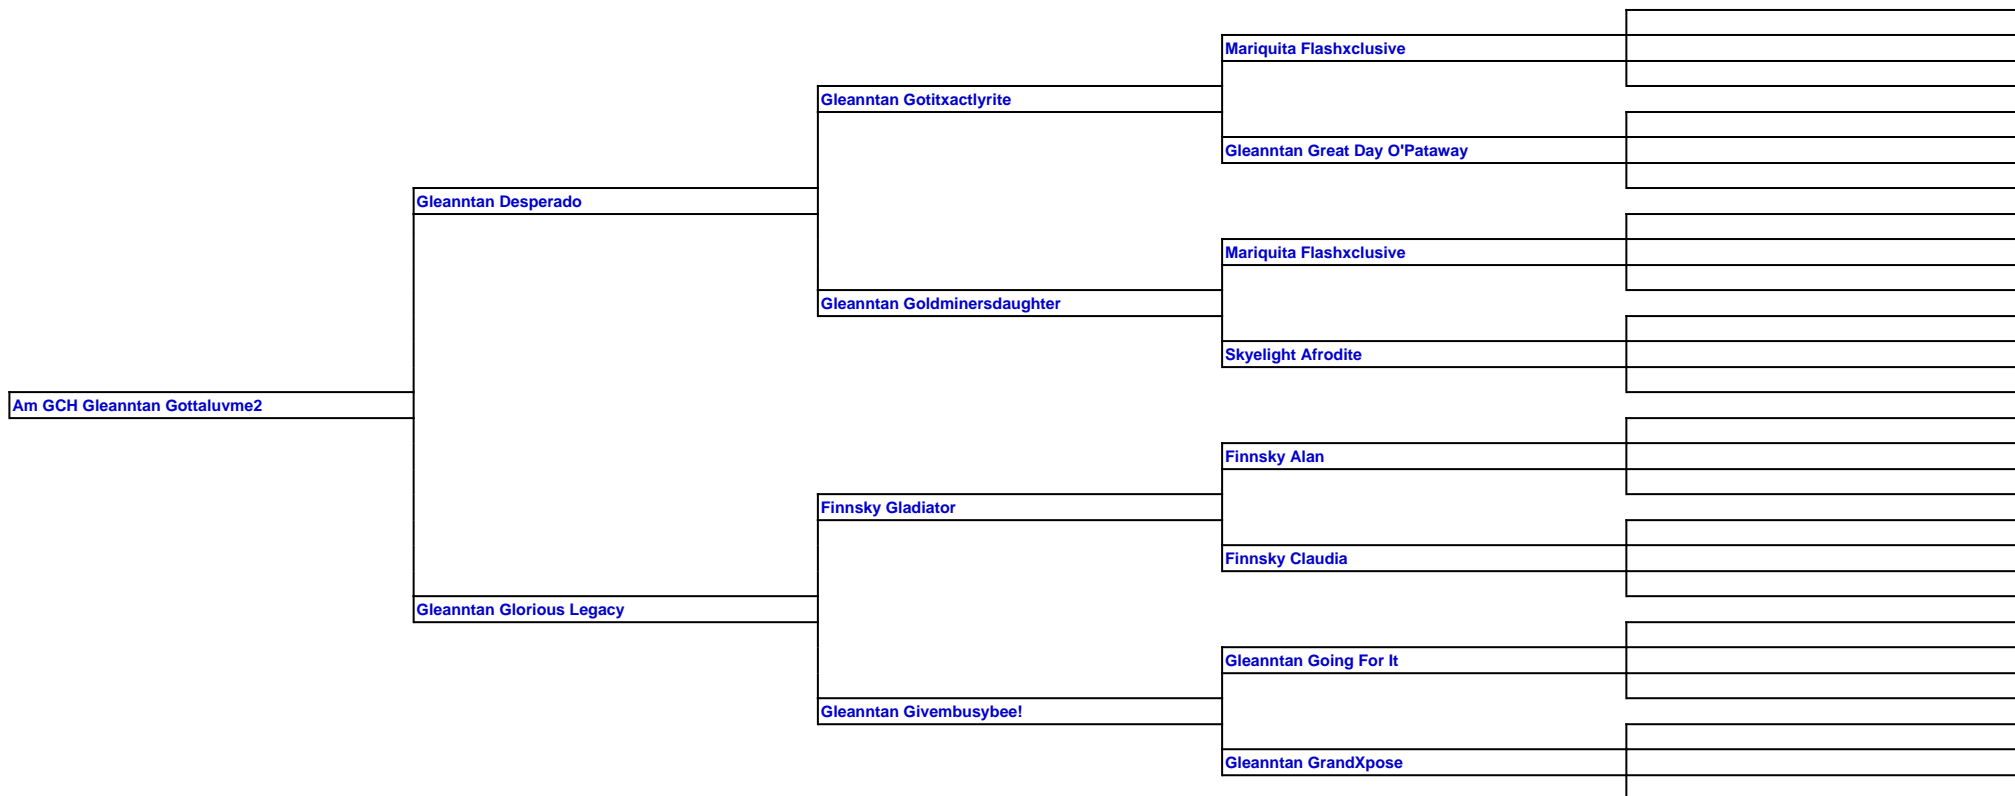 Mariquita Flashxclusive
Gleanntan Gotitxactlyrite
Gleanntan Great Day O'Pataway
Gleanntan Desperado
Mariquita Flashxclusive
Gleanntan Goldminersdaughter
Skyelight Afrodite
Am GCH Gleanntan Gottaluvme2
Finnsky Alan
Finnsky Gladiator
Finnsky Claudia
Gleanntan Glorious Legacy
Gleanntan Going For It
Gleanntan Givembusybee!
Gleanntan GrandXpose